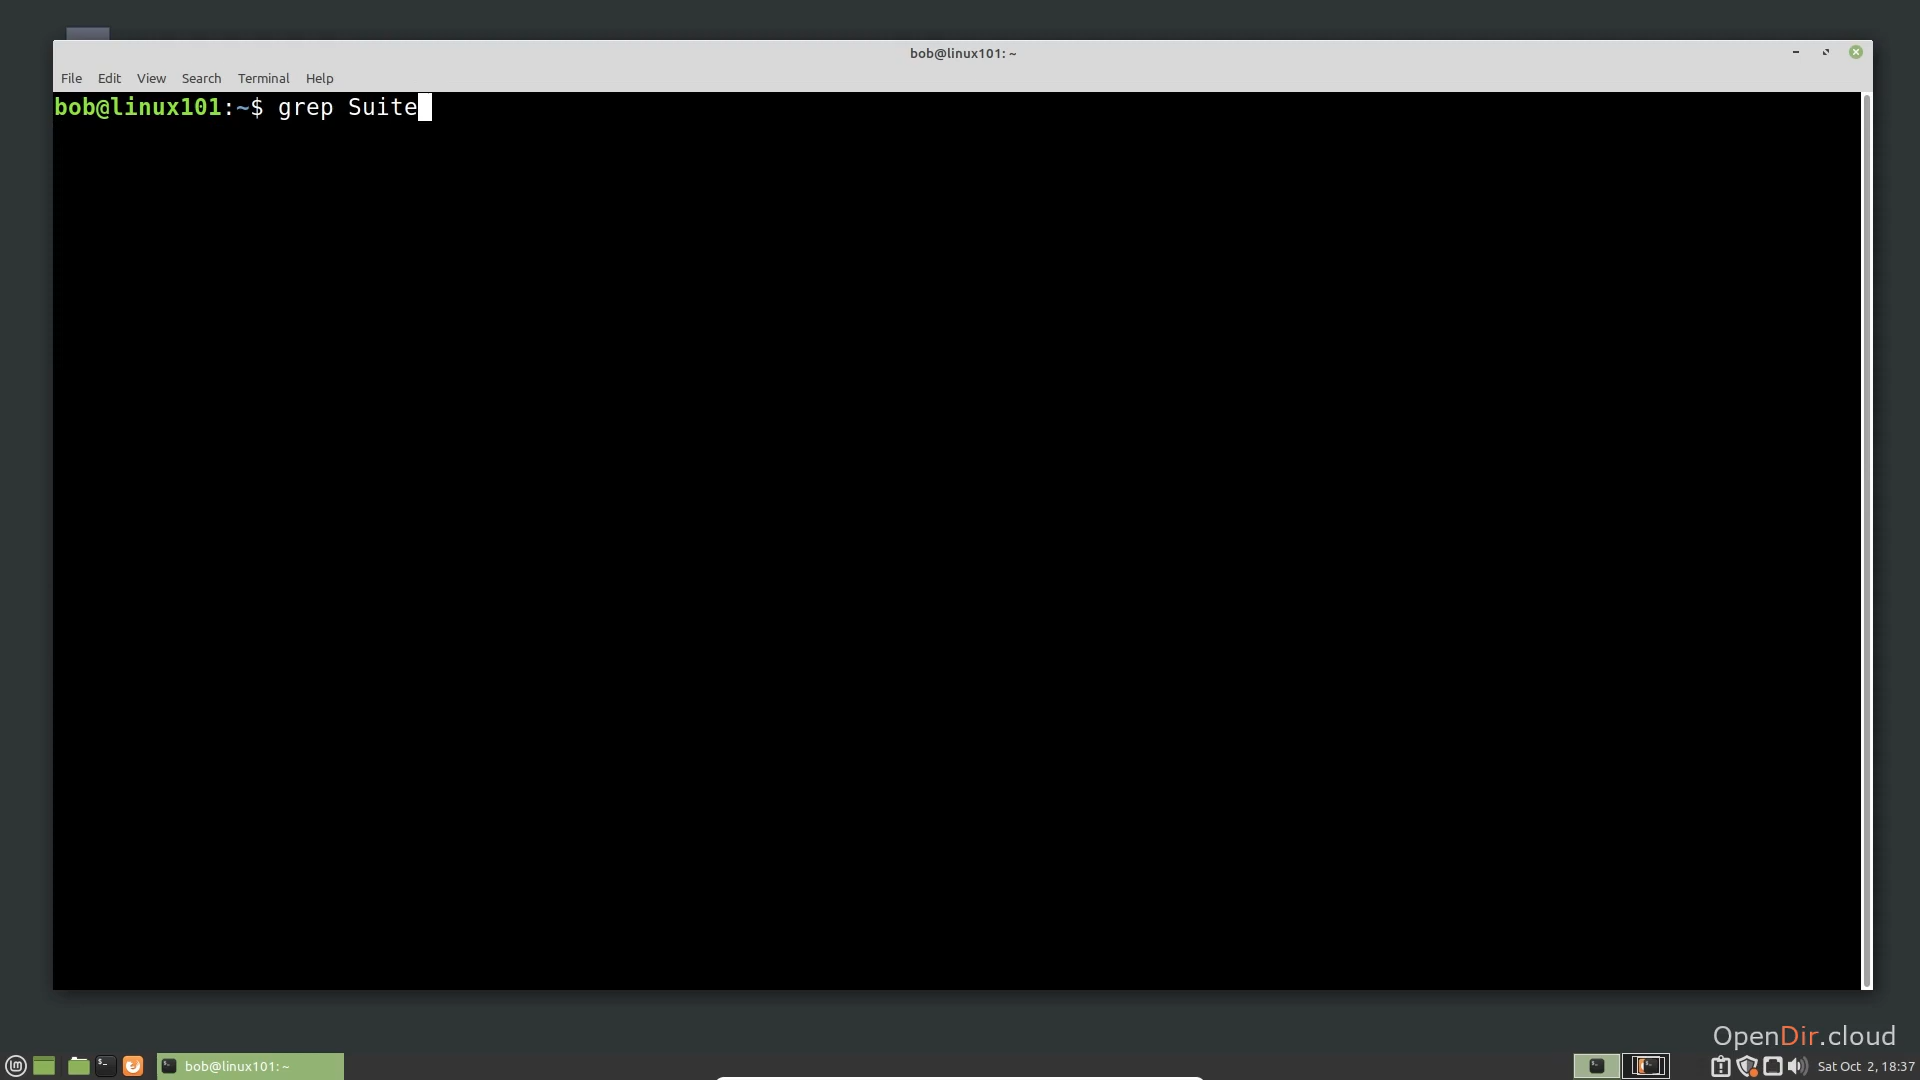 bob@linux101: ~
File Edit View Search Terminal Help
bob@linux101:~$ grep Suite
OpenDir.cloud
bob@linux101: ~
Sat Oct 2, 18:37